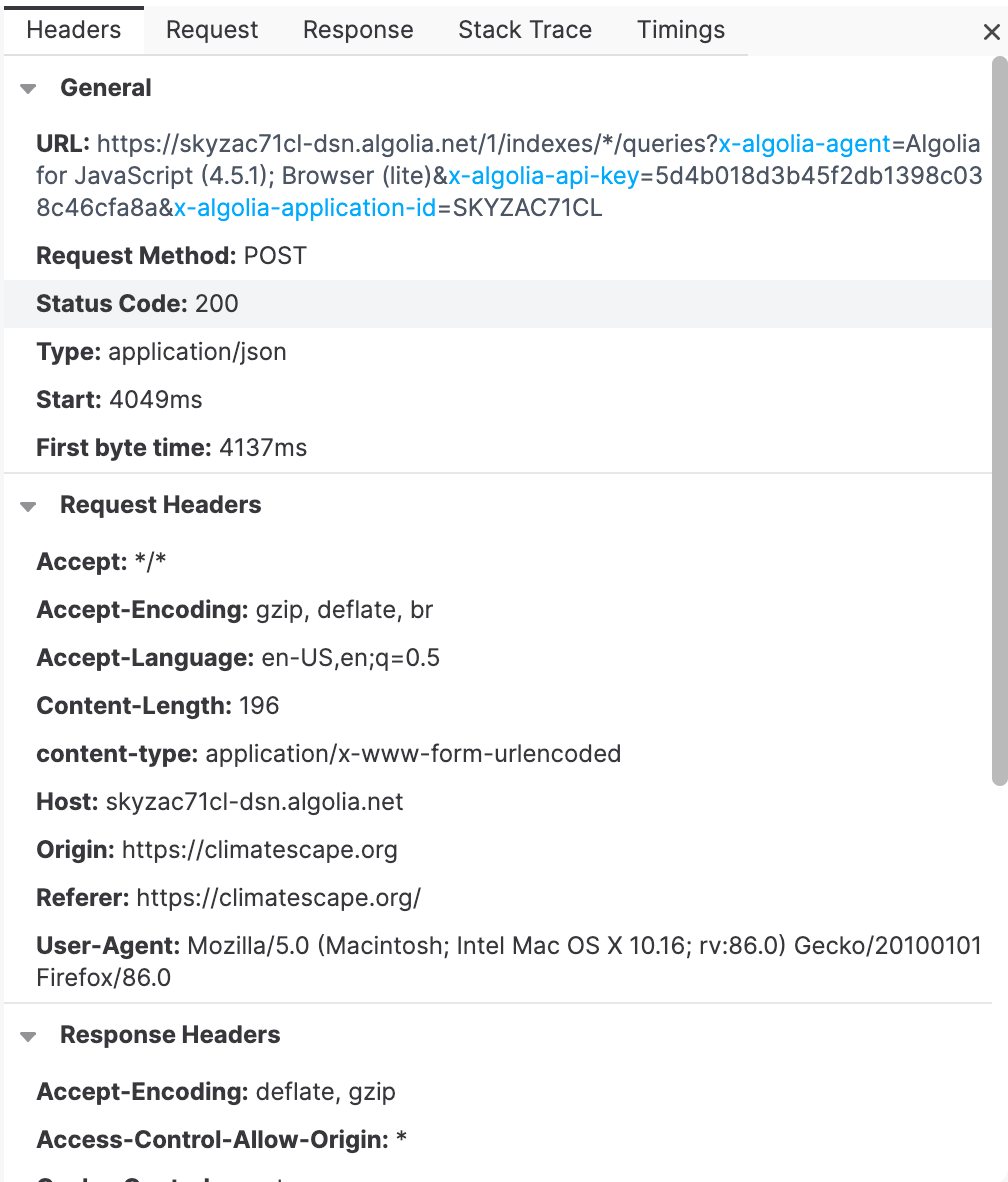 Headers Request Response Stack Trace Timings
General
URL: https://skyzac71cl-dsn.algolia.net/1/indexes/*/queries?x-algolia-agent=Algolia
for JavaScript (4.5.1); Browser (lite)&x-algolia-api-key=5d4b018d3b45f2db1398c03
8c46cfa8a&x-algolia-application-id=SKYZAC71CL
Request Method: POST
Status Code: 200
Type: application/json
Start: 4049ms
First byte time: 4137ms
Request Headers
Accept: */*
Accept-Encoding: gzip, deflate, br
Accept-Language: en-US,en;q=0.5
Content-Length: 196
content-type: application/x-www-form-urlencoded
Host: skyzac71cl-dsn.algolia.net
Origin: https://climatescape.org
Referer: https://climatescape.org/
User-Agent: Mozilla/5.0 (Macintosh; Intel Mac OS X 10.16; rv:86.0) Gecko/20100101
Firefox/86.0
Response Headers
Accept-Encoding: deflate, gzip
Access-Control-Allow-Origin: *